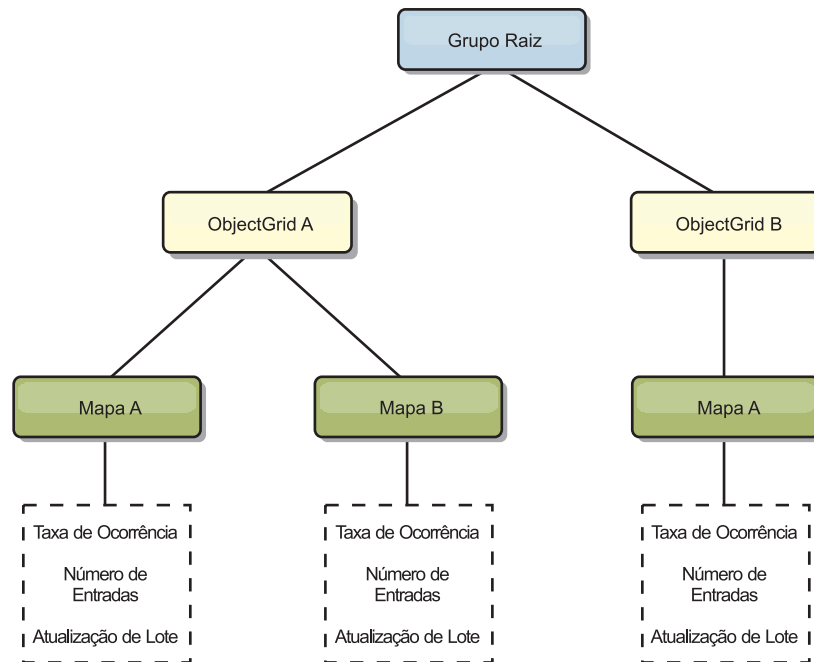 Grupo Raiz
ObjectGrid A
ObjectGrid B
Mapa A
Mapa B
Mapa A
Taxa de Ocorrência
Número de
Entradas
Atualização de Lote
Taxa de Ocorrência
Número de
Entradas
Atualização de Lote
Taxa de Ocorrência
Número de
Entradas
Atualização de Lote